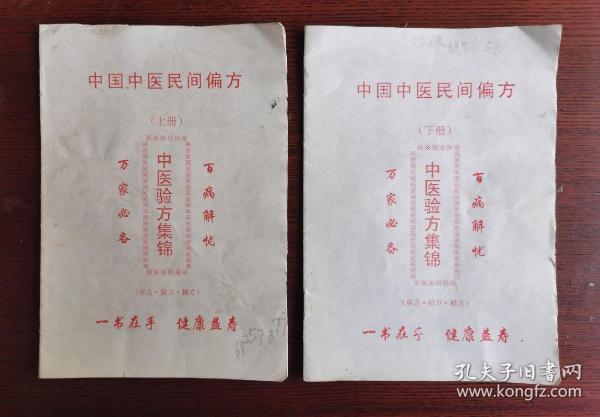 中国中医民间偏方
(上册)
百病解忧
中医验方集锦
万家必备
(单方·验方·秘方)
一书在手 健康益寿
中国中医民间偏方
(下册)
百病解忧
中医验方集锦
万家必备
(单方·验方·秘方)
一书在手 健康益寿
孔夫子旧书网
www.kongfz.com